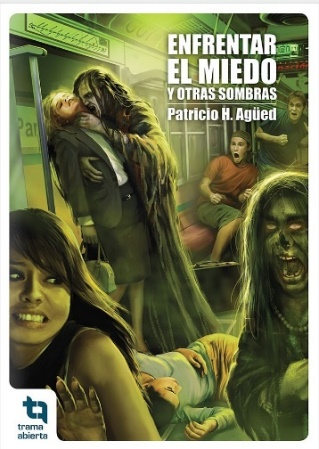 ENFRENTAR
EL MIEDO
Y OTRAS SOMBRAS
Patricio H. Agüed
trama
abierta